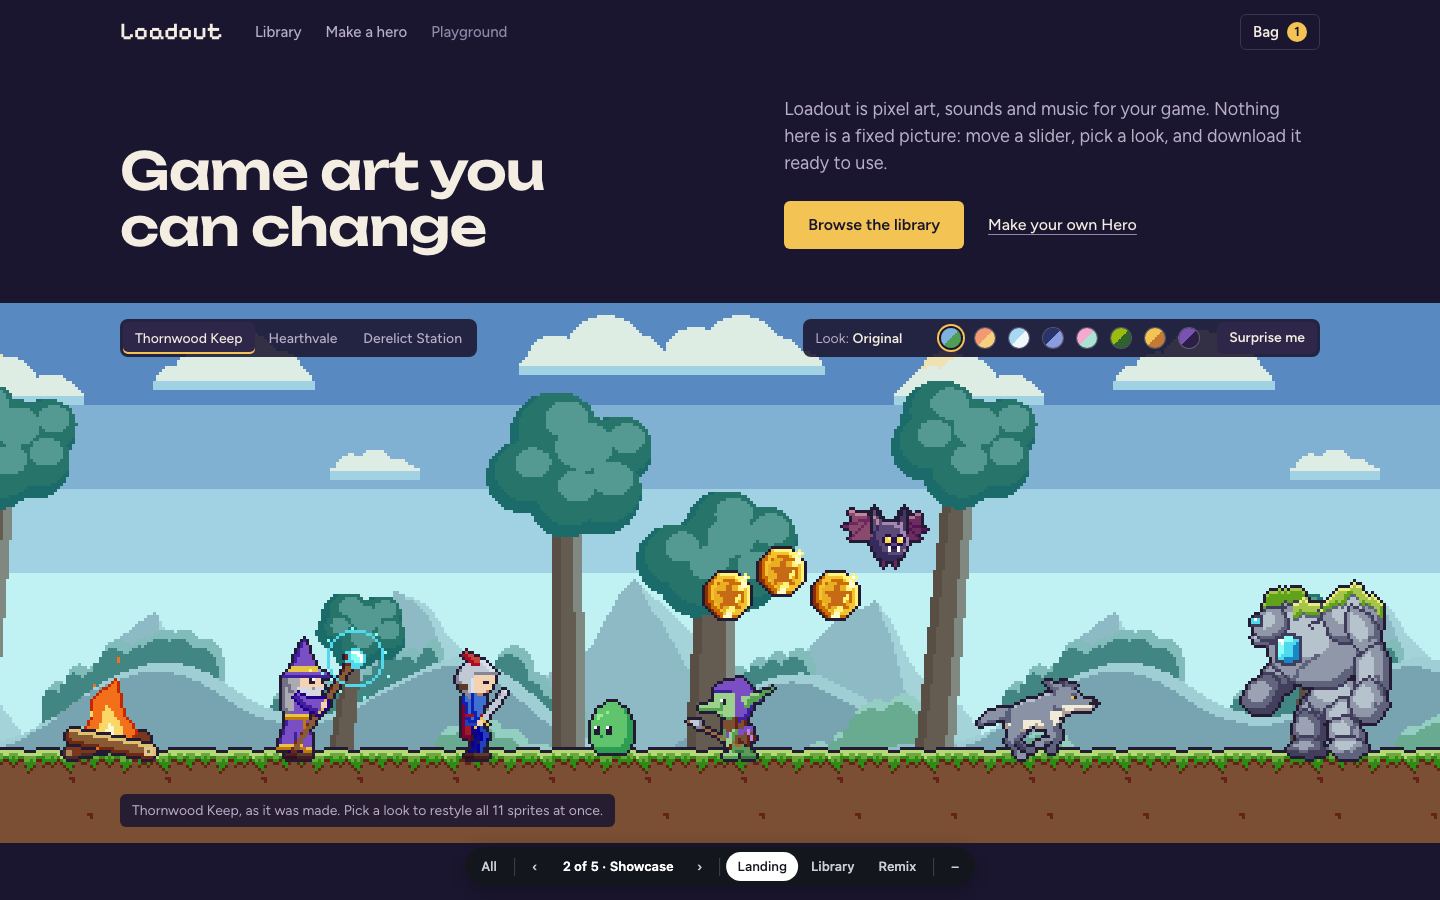 Loadout
Library
Make a hero
Playground
Bag 1
Game art you
can change
Loadout is pixel art, sounds and music for your game. Nothing
here is a fixed picture: move a slider, pick a look, and download it
ready to use.
Browse the library
Make your own Hero
Thornwood Keep
Hearthvale
Derelict Station
Look: Original
Surprise me
Thornwood Keep, as it was made. Pick a look to restyle all 11 sprites at once.
All
‹
2 of 5 · Showcase
›
Landing
Library
Remix
–